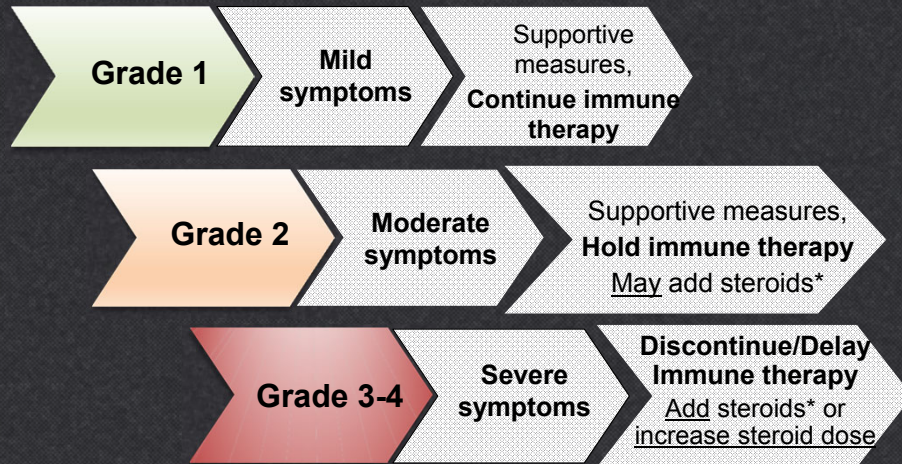 Grade 1
Mild
symptoms
Supportive
measures,
Continue immune
therapy
Grade 2
Moderate
symptoms
Supportive measures,
Hold immune therapy
May add steroids*
Grade 3-4
Severe
symptoms
Discontinue/Delay
Immune therapy
Add steroids* or
increase steroid dose